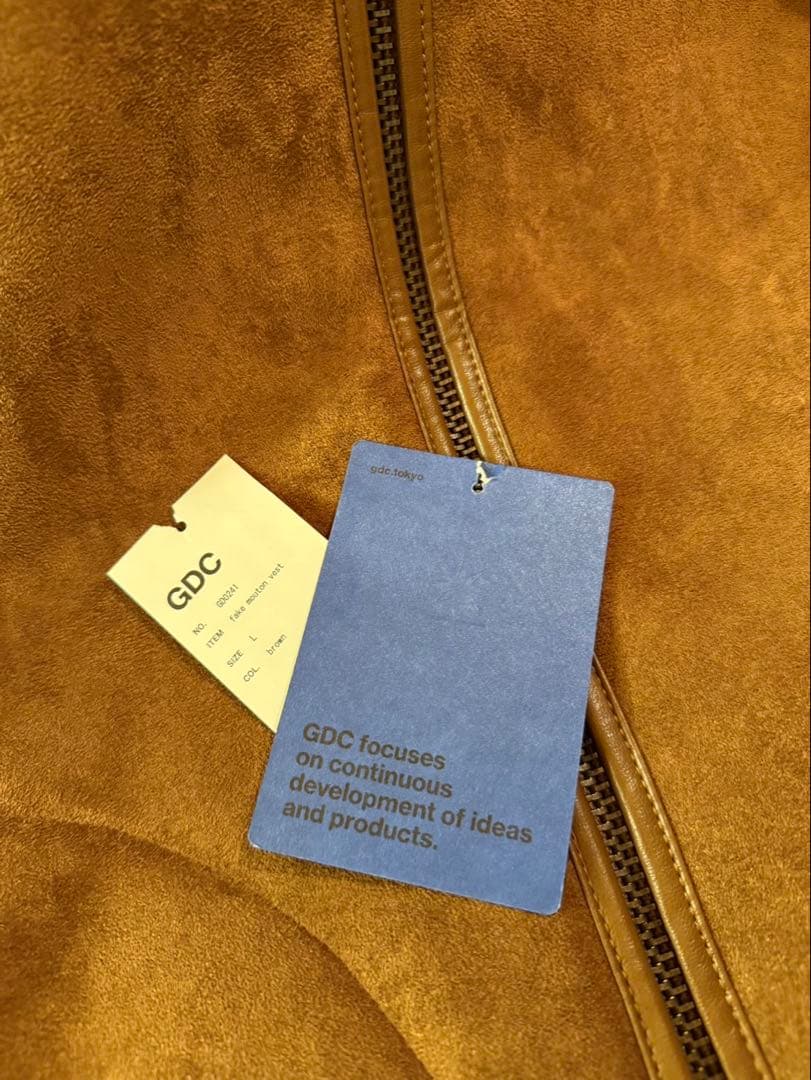 gdc.tokyo
GDC focuses
on continuous
development of ideas
and products.
GDC
NO. GD0241
ITEM fake mouton vest
SIZE L
COL. brown